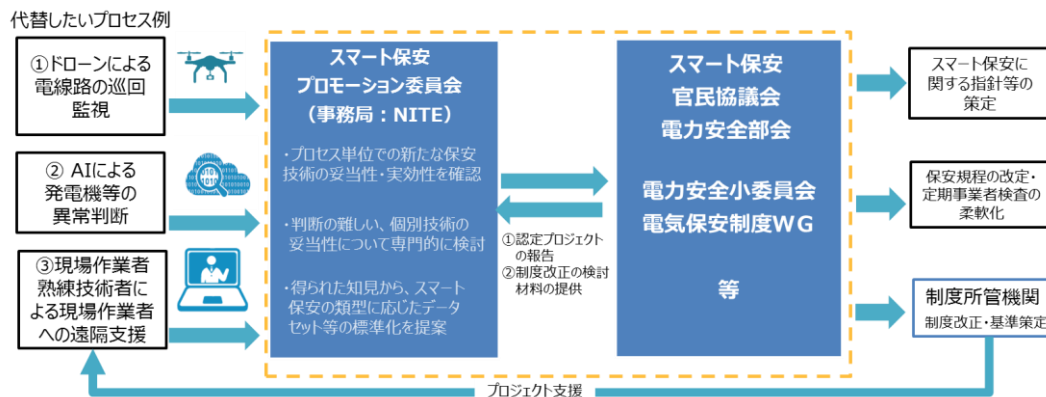 代替したいプロセス例
①ドローンによる
電線路の巡回
監視
② AIによる
発電機等の
異常判断
③現場作業者
熟練技術者に
よる現場作業者
への遠隔支援
スマート保安
プロモーション委員会
(事務局：NITE)
・プロセス単位での新たな保安
技術の妥当性・実効性を確認
・判断の難しい、個別技術の
妥当性について専門的に検討
・得られた知見から、スマート
保安の類型に応じたデータ
セット等の標準化を提案
①認定プロジェクト
の報告
②制度改正の検討
材料の提供
スマート保安
官民協議会
電力安全部会
電力安全小委員会
電気保安制度WG
等
スマート保安に
関する指針等の
策定
保安規程の改定・
定期事業者検査の
柔軟化
制度所管機関
制度改正・基準策定
プロジェクト支援